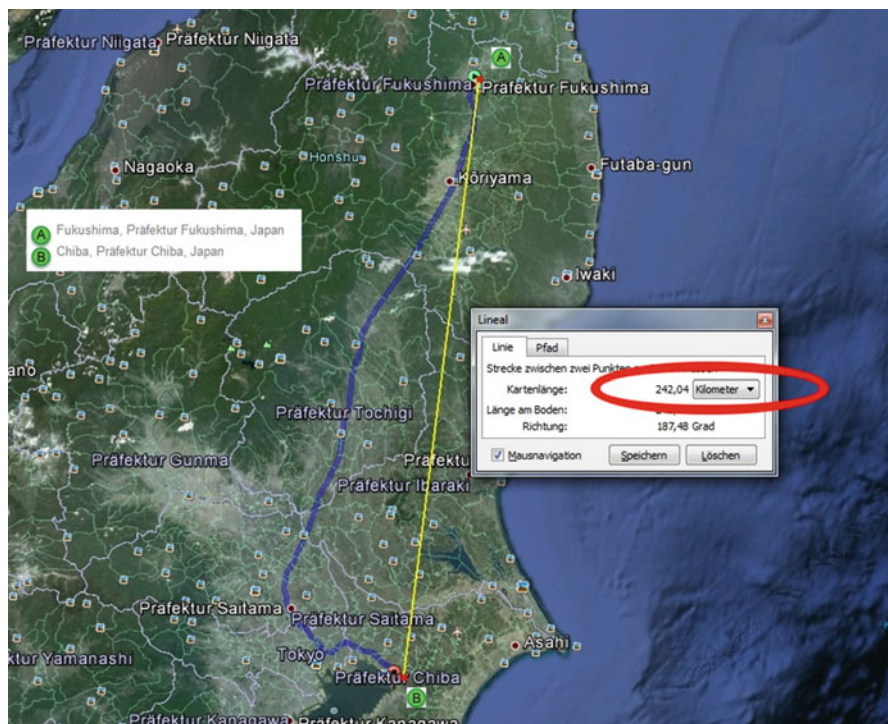 Präfektur Niigata Präfektur Niigata
A
Präfektur Fukushima Präfektur Fukushima
Honshu
Nagaoka
Kōriyama
Futaba-gun
A Fukushima, Präfektur Fukushima, Japan
B Chiba, Präfektur Chiba, Japan
Iwaki
Lineal
Linie Pfad
Strecke zwischen zwei Punkten
Kartenlänge: 242,04 Kilometer
Länge am Boden:
Richtung: 187,48 Grad
Mausnavigation Speichern Löschen
Präfektur Tochigi
Präfektur Gunma
Präfektu
Präfektur Ibaraki
Präfektur Saitama
Präfektur Saitama
Asahi
Tokyo
ktur Yamanashi
Präfektur Chiba
B
Präfektur Kanagawa Präfektur Kanagawa